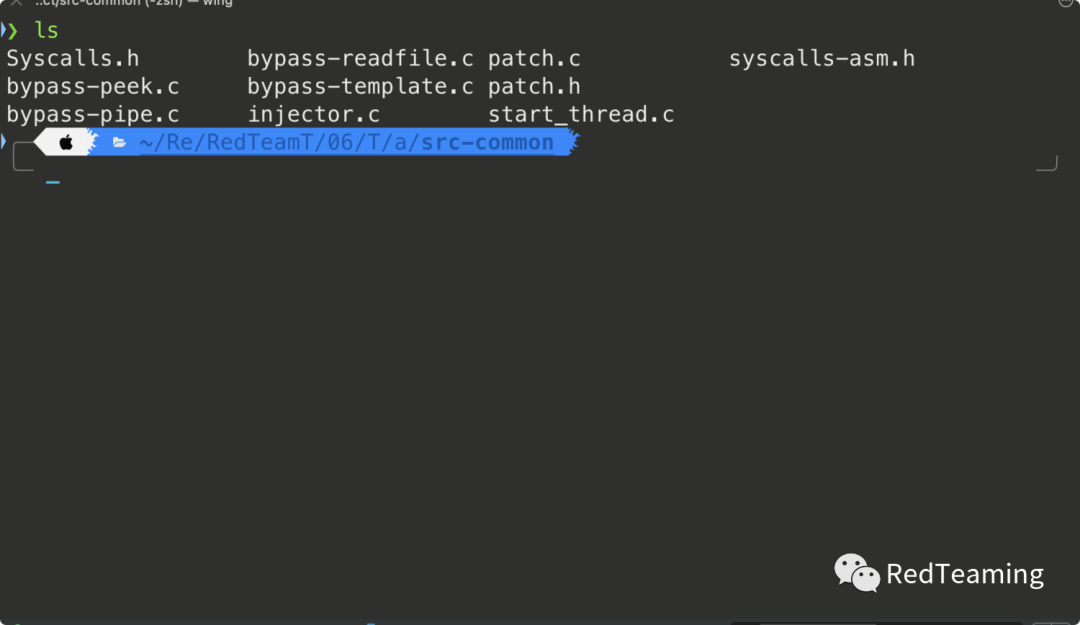 ..ct/src-common (-zsh) — wing
❯ ls
Syscalls.h bypass-readfile.c patch.c syscalls-asm.h
bypass-peek.c bypass-template.c patch.h
bypass-pipe.c injector.c start_thread.c
~/Re/RedTeamT/06/T/a/src-common
RedTeaming